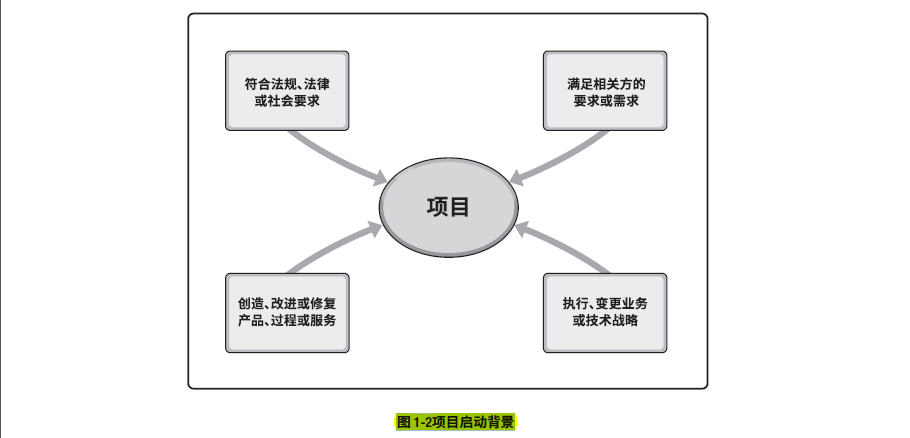 符合法规、法律
或社会要求
满足相关方的
要求或需求
项目
创造、改进或修复
产品、过程或服务
执行、变更业务
或技术战略
图 1-2项目启动背景